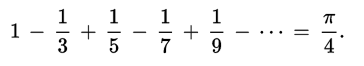 1 − 1/3 + 1/5 − 1/7 + 1/9 − ⋯ = π/4.